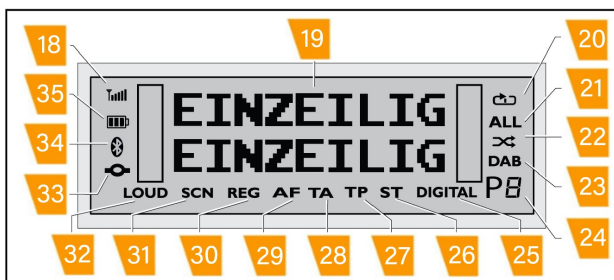 18 19 20
21
35 EINZEILIG ALL
22
34 EINZEILIG DAB
23
33 LOUD SCN REG AF TA TP ST DIGITAL P8
24
32 31 30 29 28 27 26 25